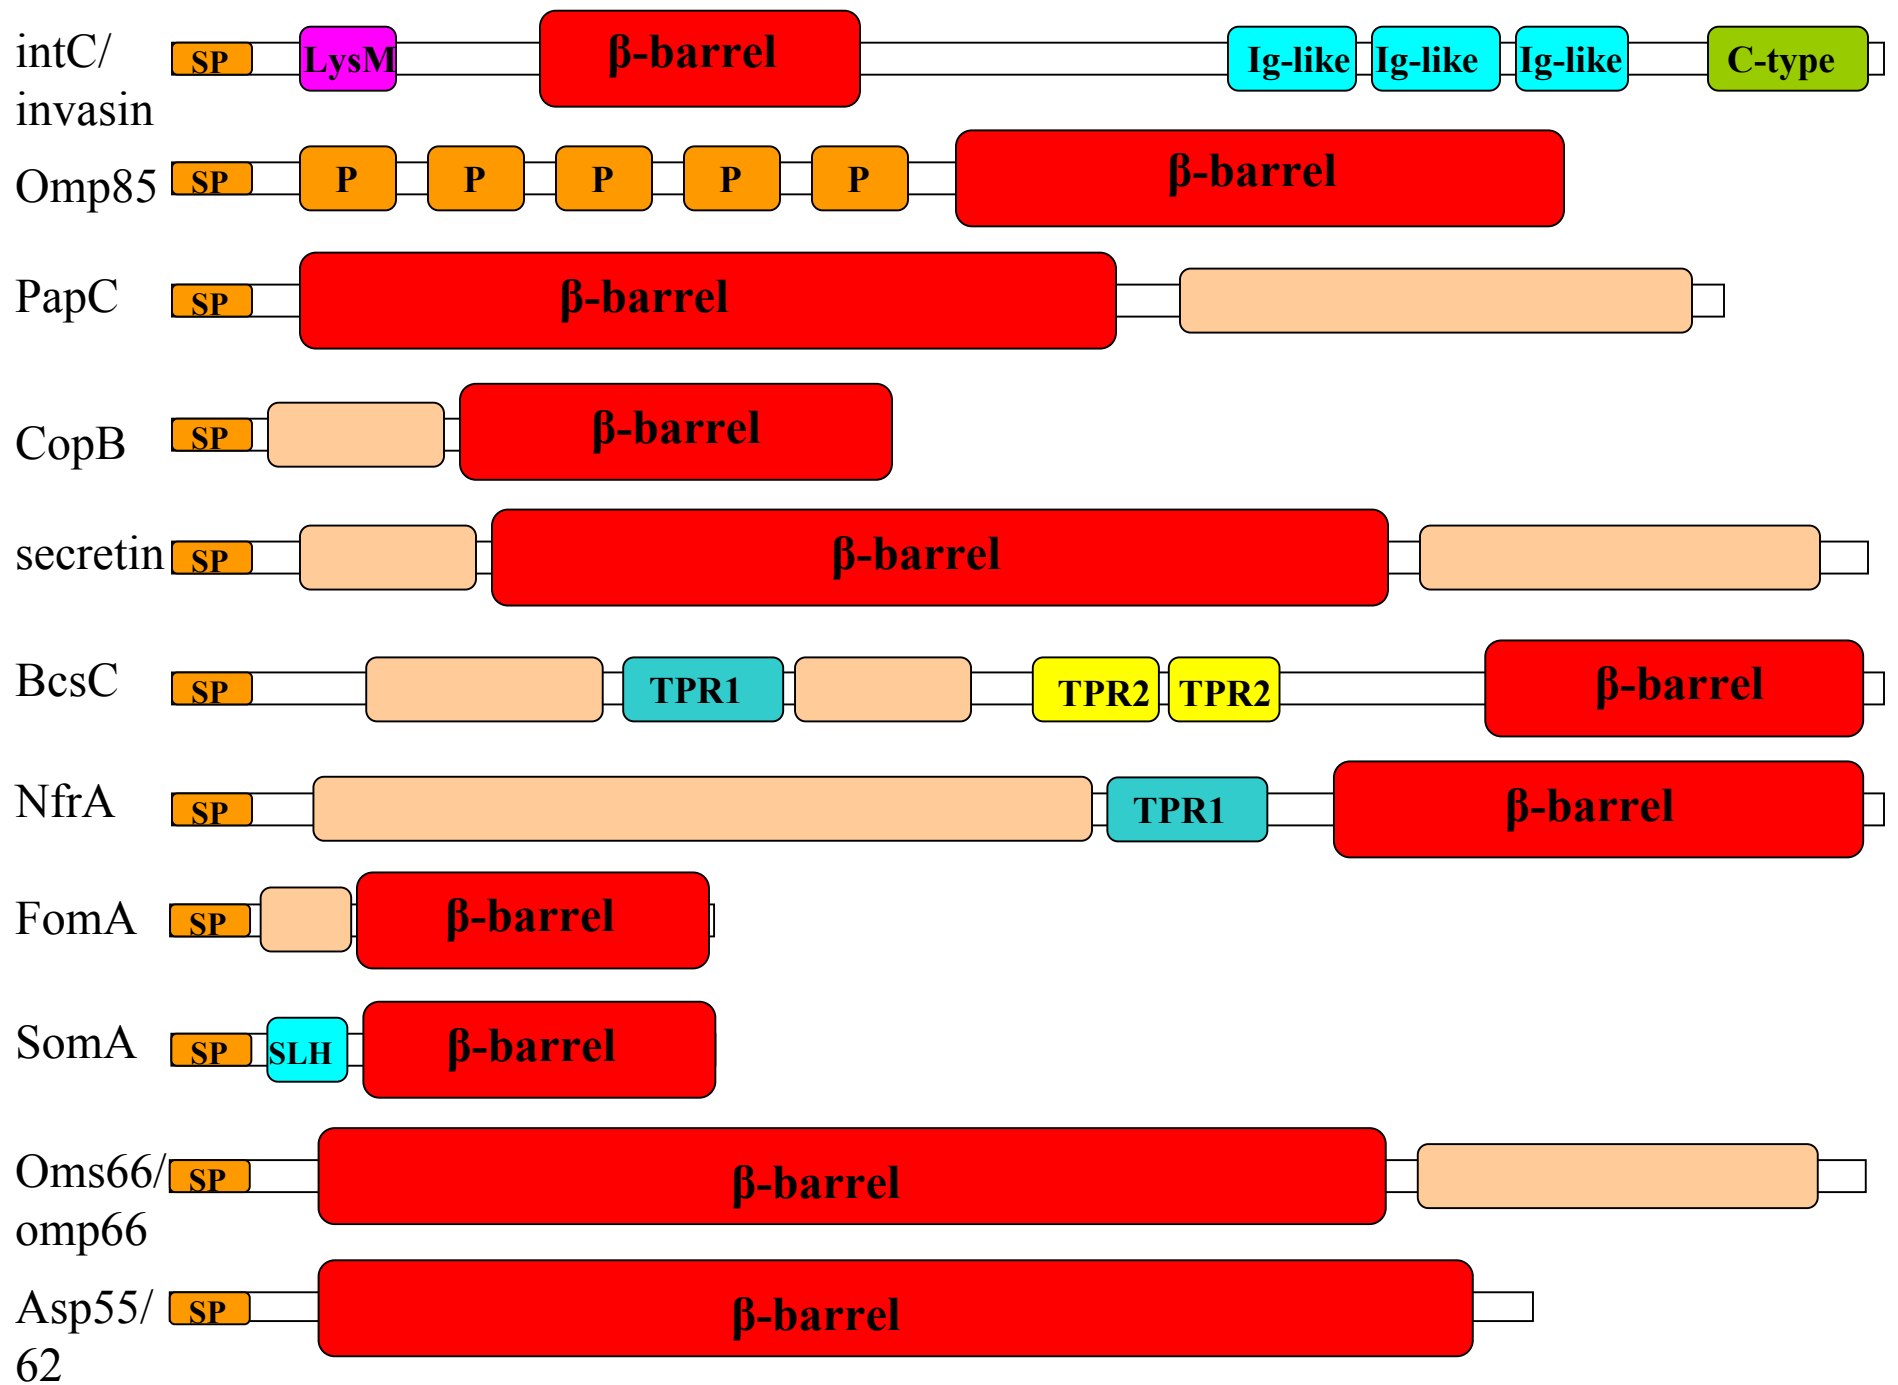 intC/
invasin
SP LysM β-barrel Ig-like Ig-like Ig-like C-type
Omp85 SP P P P P P β-barrel
PapC SP β-barrel
CopB SP β-barrel
secretin SP β-barrel
BcsC SP TPR1 TPR2 TPR2 β-barrel
NfrA SP TPR1 β-barrel
FomA SP β-barrel
SomA SP SLH β-barrel
Oms66/
omp66
SP β-barrel
Asp55/
62
SP β-barrel